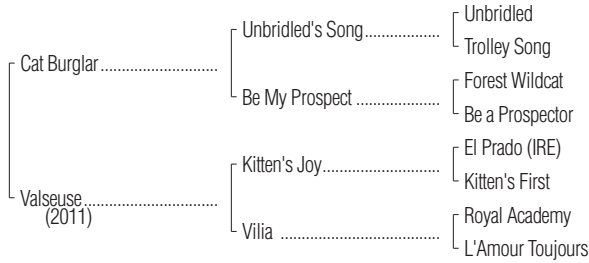 Unbridled
Unbridled's Song....................
Trolley Song
Cat Burglar ................................
Forest Wildcat
Be My Prospect ......................
Be a Prospector
El Prado (IRE)
Kitten's Joy...............................
Kitten's First
Valseuse.....................................
(2011)
Royal Academy
Vilia ..........................................
L'Amour Toujours